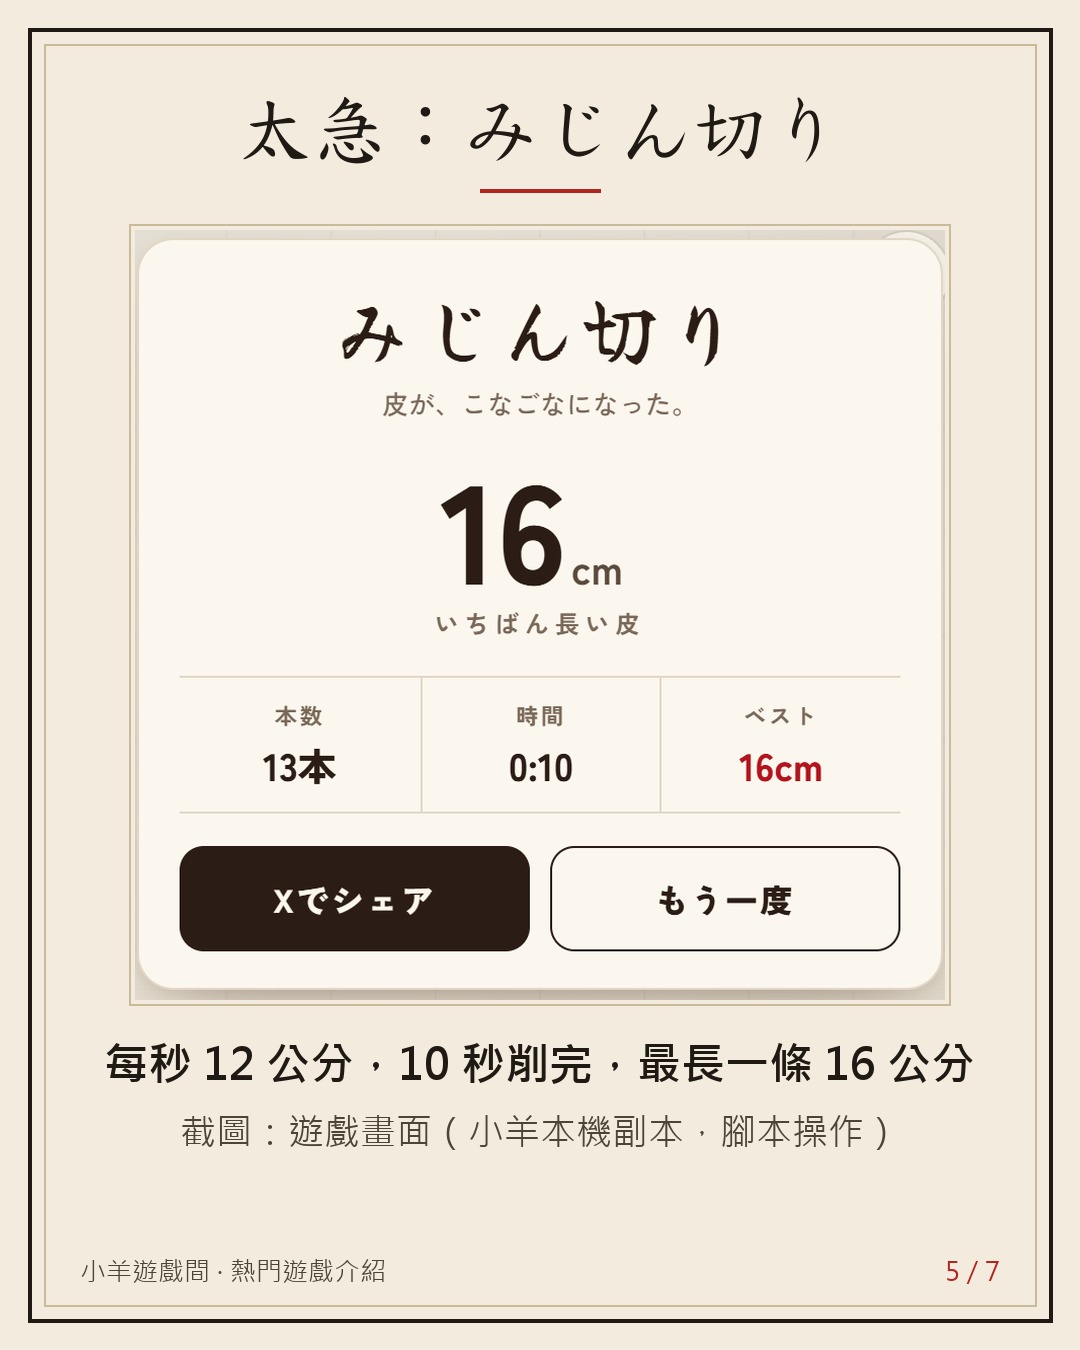 太急：みじん切り
みじん切り
皮が、こなごなになった。
16cm
いちばん長い皮
本数
13本
時間
0:10
ベスト
16cm
Xでシェア
もう一度
每秒 12 公分，10 秒削完，最長一條 16 公分
截圖：遊戲畫面（小羊本機副本，腳本操作）
小羊遊戲間·熱門遊戲介紹
5 / 7